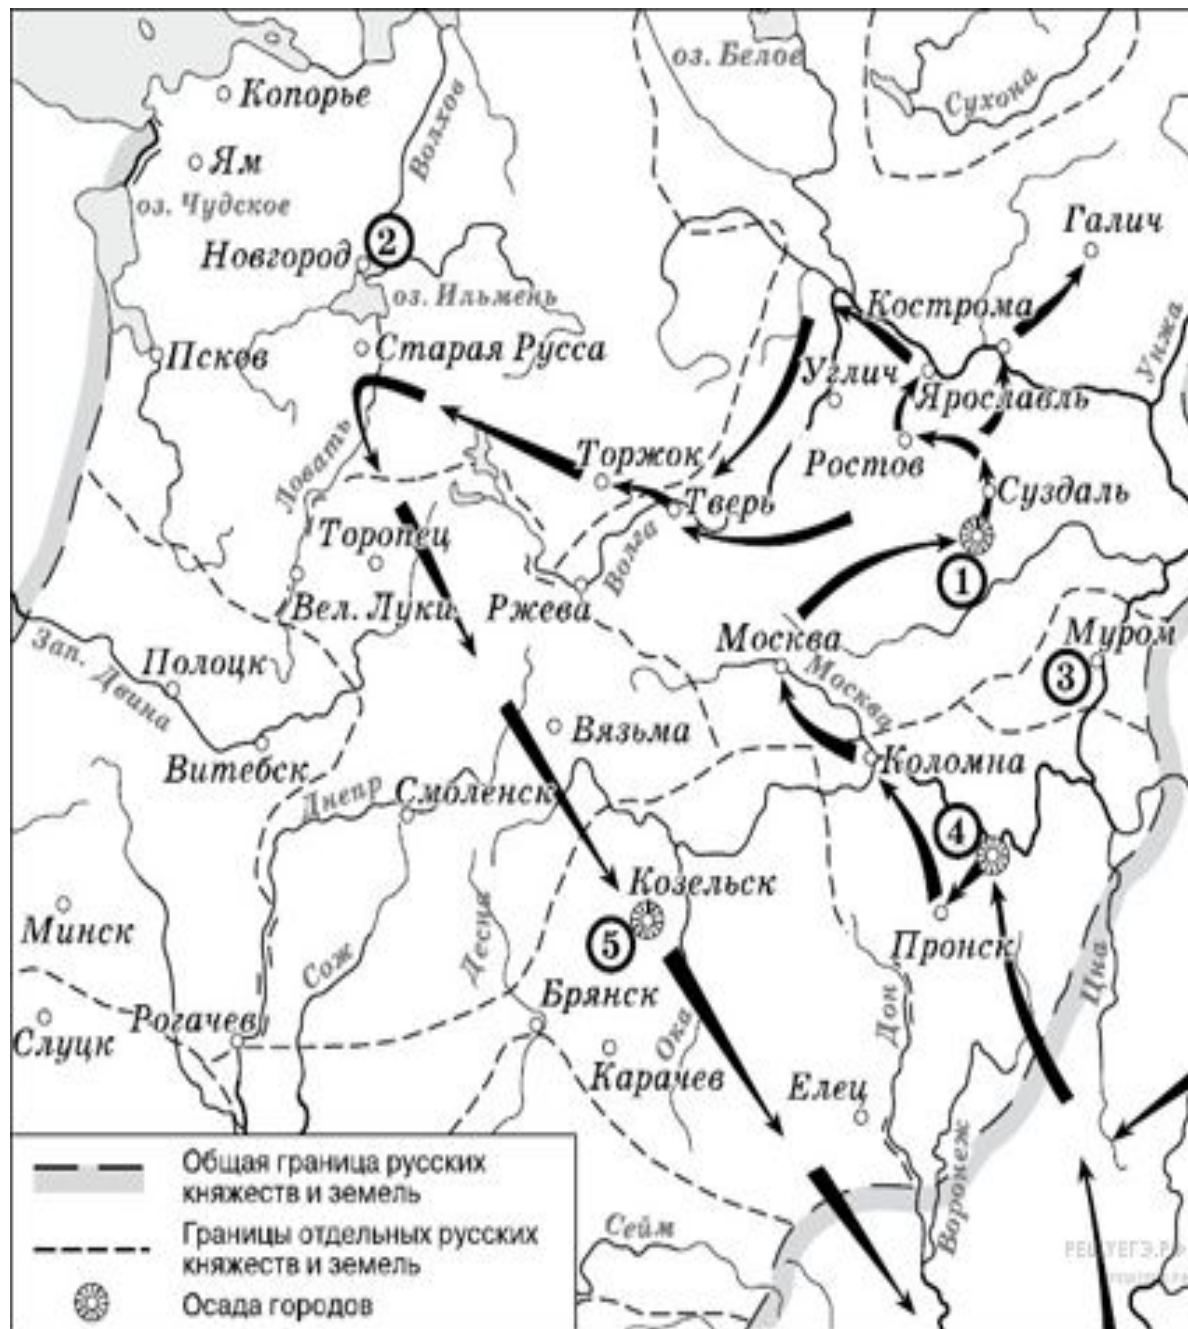 оз. Белое
Сухона
Копорье
Волхов
Ям
оз. Чудское
Галич
2
Новгород
оз. Ильмень
Кострома
Унжа
Псков
Старая Русса
Углич
Ярославль
Ловать
Торжок
Ростов
Суздаль
Тверь
Торопец
Волга
1
Вел. Луки
Ржева
Москва
Муром
Зап. Двина
Полоцк
Москва
3
Вязьма
Витебск
Коломна
Днепр
Смоленск
4
Козельск
Минск
Десна
5
Пронск
Сож
Цна
Брянск
Дон
Рогачев
Слуцк
Ока
Карачев
Елец
Воронеж
Сейм
Общая граница русских
княжеств и земель
Границы отдельных русских
княжеств и земель
Осада городов